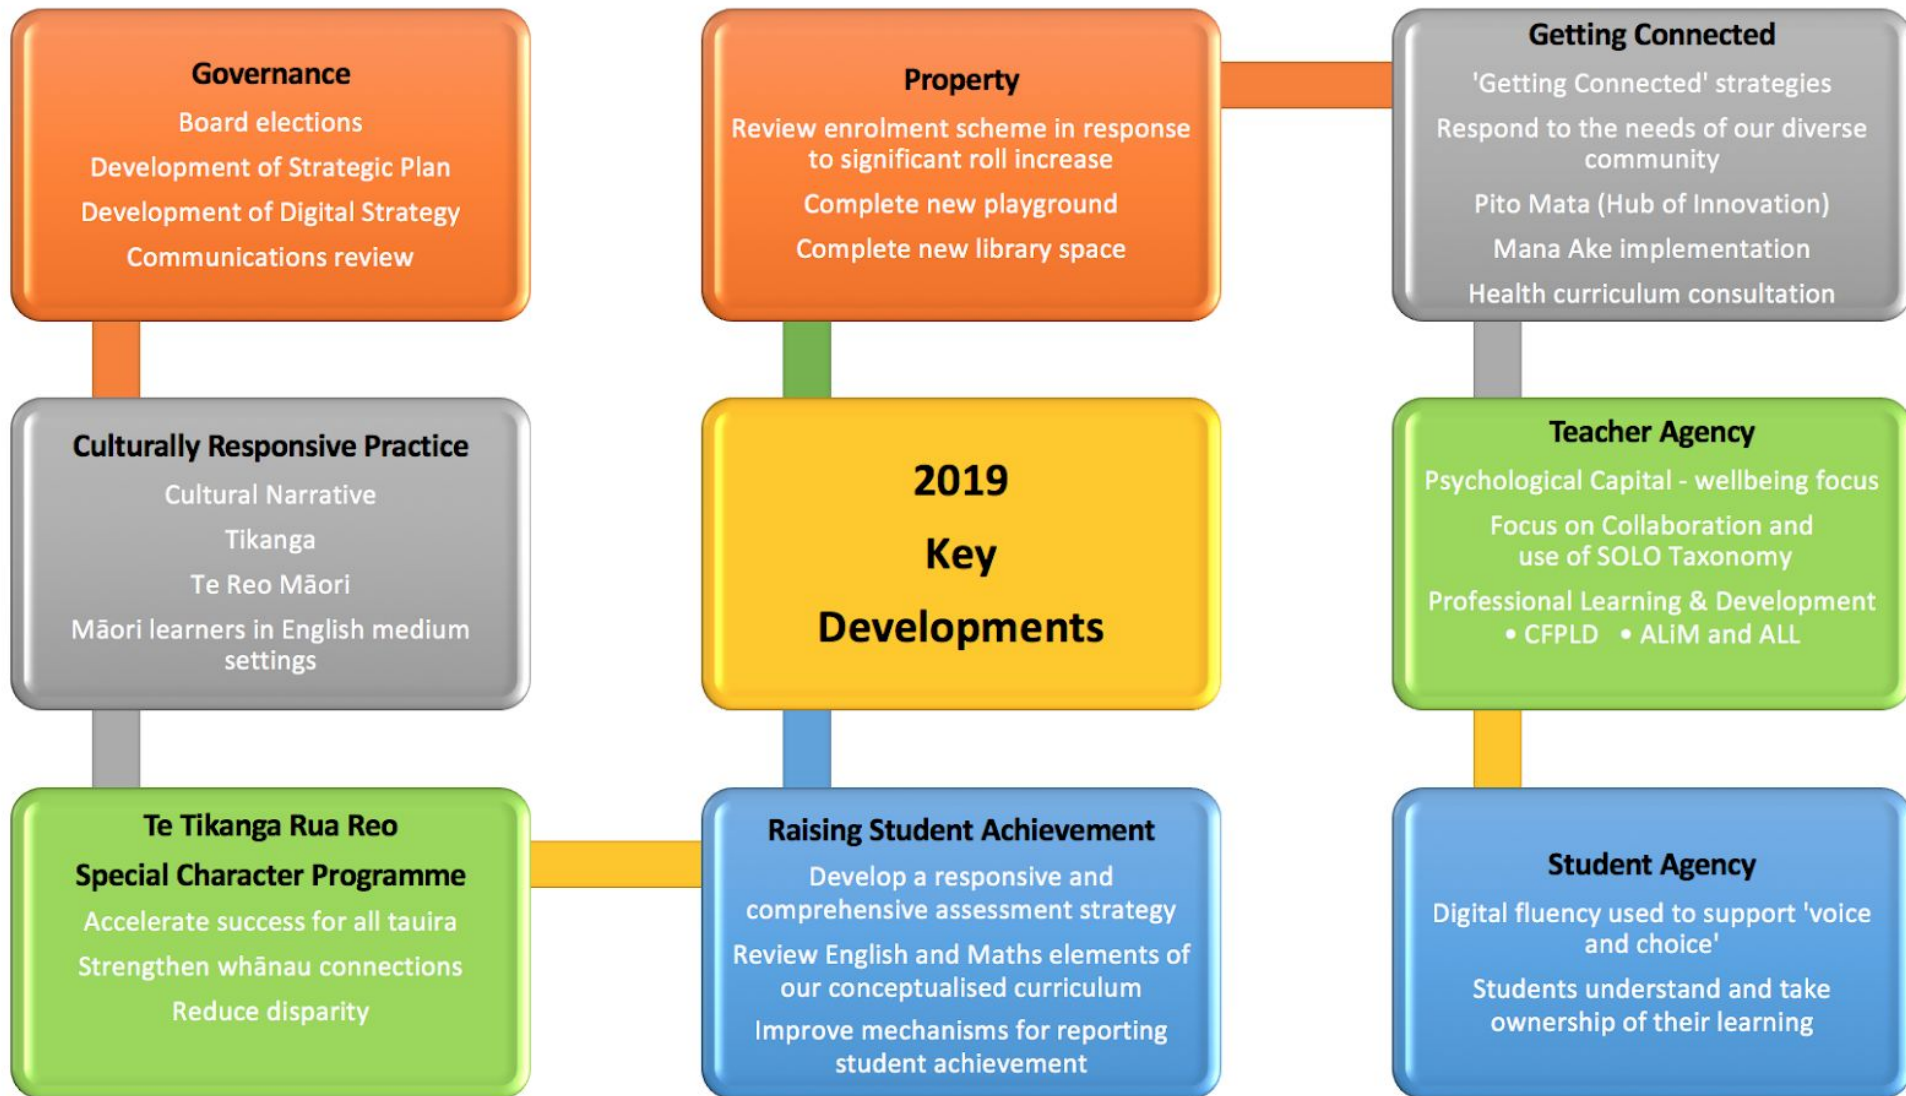 Governance
Board elections
Development of Strategic Plan
Development of Digital Strategy
Communications review
Culturally Responsive Practice
Cultural Narrative
Tikanga
Te Reo Māori
Māori learners in English medium
settings
Te Tikanga Rua Reo
Special Character Programme
Accelerate success for all tauira
Strengthen whānau connections
Reduce disparity
Raising Student Achievement
Develop a responsive and
comprehensive assessment strategy
Review English and Maths elements of
our conceptualised curriculum
Improve mechanisms for reporting
student achievement
2019
Key
Developments
Property
Review enrolment scheme in response
to significant roll increase
Complete new playground
Complete new library space
Getting Connected
'Getting Connected' strategies
Respond to the needs of our diverse
community
Pito Mata (Hub of Innovation)
Mana Ake implementation
Health curriculum consultation
Teacher Agency
Psychological Capital - wellbeing focus
Focus on Collaboration and
use of SOLO Taxonomy
Professional Learning & Development
• CFPLD • ALiM and ALL
Student Agency
Digital fluency used to support 'voice
and choice'
Students understand and take
ownership of their learning